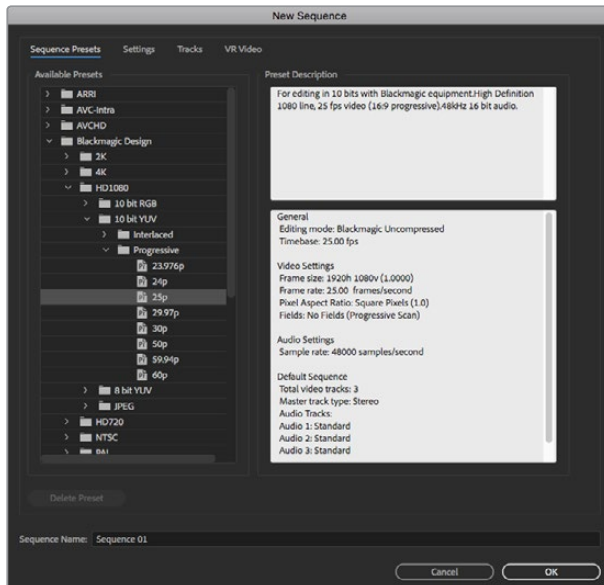 New Sequence
Sequence Presets Settings Tracks VR Video
Available Presets
ARRI
AVC-Intra
AVCHD
Blackmagic Design
2K
4K
HD1080
10 bit RGB
10 bit YUV
Interlaced
Progressive
23.976p
24p
25p
29.97p
30p
50p
59.94p
60p
8 bit YUV
JPEG
HD720
NTSC
PAL
Preset Description
For editing in 10 bits with Blackmagic equipment.High Definition
1080 line, 25 fps video (16:9 progressive).48kHz 16 bit audio.
General
Editing mode: Blackmagic Uncompressed
Timebase: 25.00 fps
Video Settings
Frame size: 1920h 1080v (1.0000)
Frame rate: 25.00 frames/second
Pixel Aspect Ratio: Square Pixels (1.0)
Fields: No Fields (Progressive Scan)
Audio Settings
Sample rate: 48000 samples/second
Default Sequence
Total video tracks: 3
Master track type: Stereo
Audio Tracks:
Audio 1: Standard
Audio 2: Standard
Audio 3: Standard
Delete Preset
Sequence Name: Sequence 01
Cancel OK